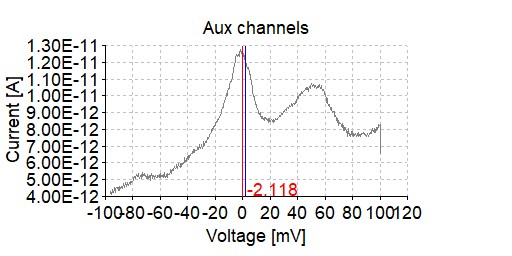 Aux channels
1.30E-11
1.20E-11
1.10E-11
1.00E-11
9.00E-12
8.00E-12
7.00E-12
6.00E-12
5.00E-12
4.00E-12
Current [A]
-2.118
-100 -80 -60 -40 -20 0 20 40 60 80 100 120
Voltage [mV]